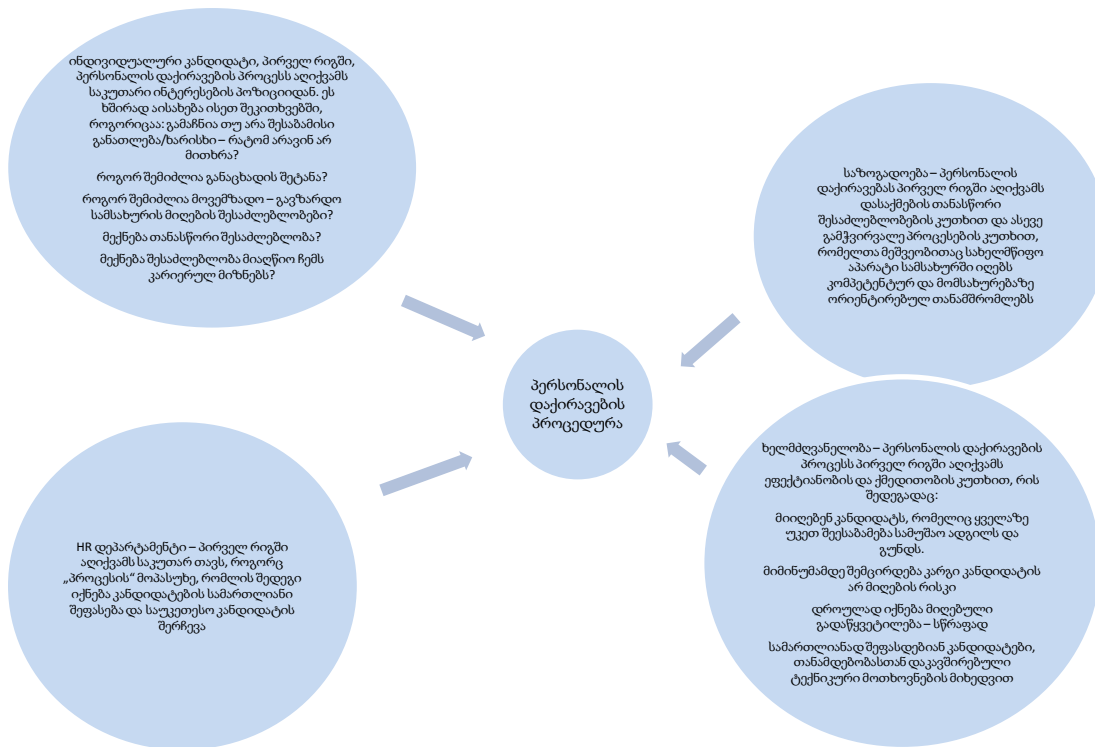 ინდივიდუალური კანდიდატი, პირველ რიგში,
პერსონალის დაქირავების პროცესს აღიქვამს
საკუთარი ინტერესების პოზიციიდან. ეს
ხშირად აისახება ისეთ შეკითხვებში,
როგორიცაა: გამაჩნია თუ არა შესაბამისი
განათლება/ხარისხი – რატომ არავინ არ
მითხრა?
როგორ შემიძლია განაცხადის შეტანა?
როგორ შემიძლია მოვემზადო – გავზარდო
სამსახურის მიღების შესაძლებლობები?
მექნება თანასწორი შესაძლებლობა?
მექნება შესაძლებლობა მიაღწიო ჩემს
კარიერულ მიზნებს?
საზოგადოება – პერსონალის
დაქირავებას პირველ რიგში აღიქვამს
დასაქმების თანასწორი
შესაძლებლობების კუთხით და ასევე
გამჭვირვალე პროცესების კუთხით,
რომელთა მეშვეობითაც სახელმწიფო
აპარატი სამსახურში იღებს
კომპეტენტურ და მომსახურებაზე
ორიენტირებულ თანამშრომლებს
პერსონალის
დაქირავების
პროცედურა
HR დეპარტამენტი – პირველ რიგში
აღიქვამს საკუთარ თავს, როგორც
„პროცესის“ მოპასუხე, რომლის შედეგი
იქნება კანდიდატების სამართლიანი
შეფასება და საუკეთესო კანდიდატის
შერჩევა
ხელმძღვანელობა – პერსონალის დაქირავების
პროცესს პირველ რიგში აღიქვამს
ეფექტიანობის და ქმედითობის კუთხით, რის
შედეგადაც:
მიიღებენ კანდიდატს, რომელიც ყველაზე
უკეთ შეესაბამება სამუშაო ადგილს და
გუნდს.
მიმინუმამდე შემცირდება კარგი კანდიდატის
არ მიღების რისკი
დროულად იქნება მიღებული
გადაწყვეტილება – სწრაფად
სამართლიანად შეფასდებიან კანდიდატები,
თანამდებობასთან დაკავშირებული
ტექნიკური მოთხოვნების მიხედვით